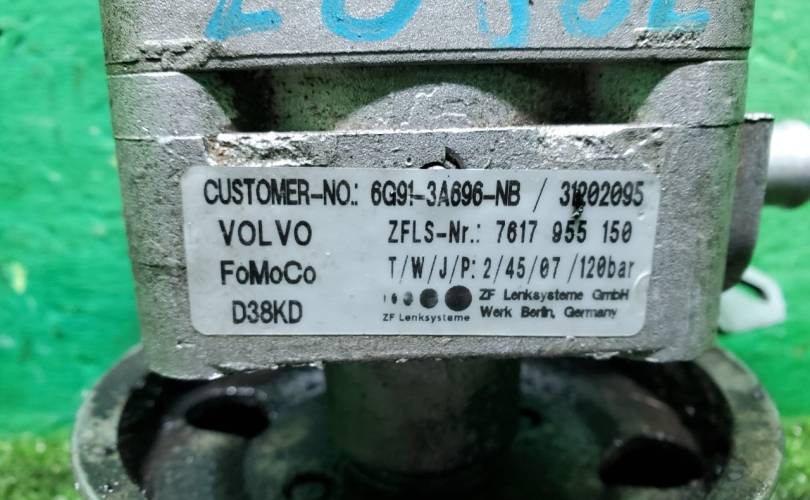 CUSTOMER-NO.: 6G91-3A696-NB / 31202095
VOLVO ZFLS-Nr.: 7617 955 150
FoMoCo T/W/J/P: 2/45/07 /120bar
D38KD ZF Lenksysteme ZF Lenksysteme GmbH
Werk Berlin, Germany